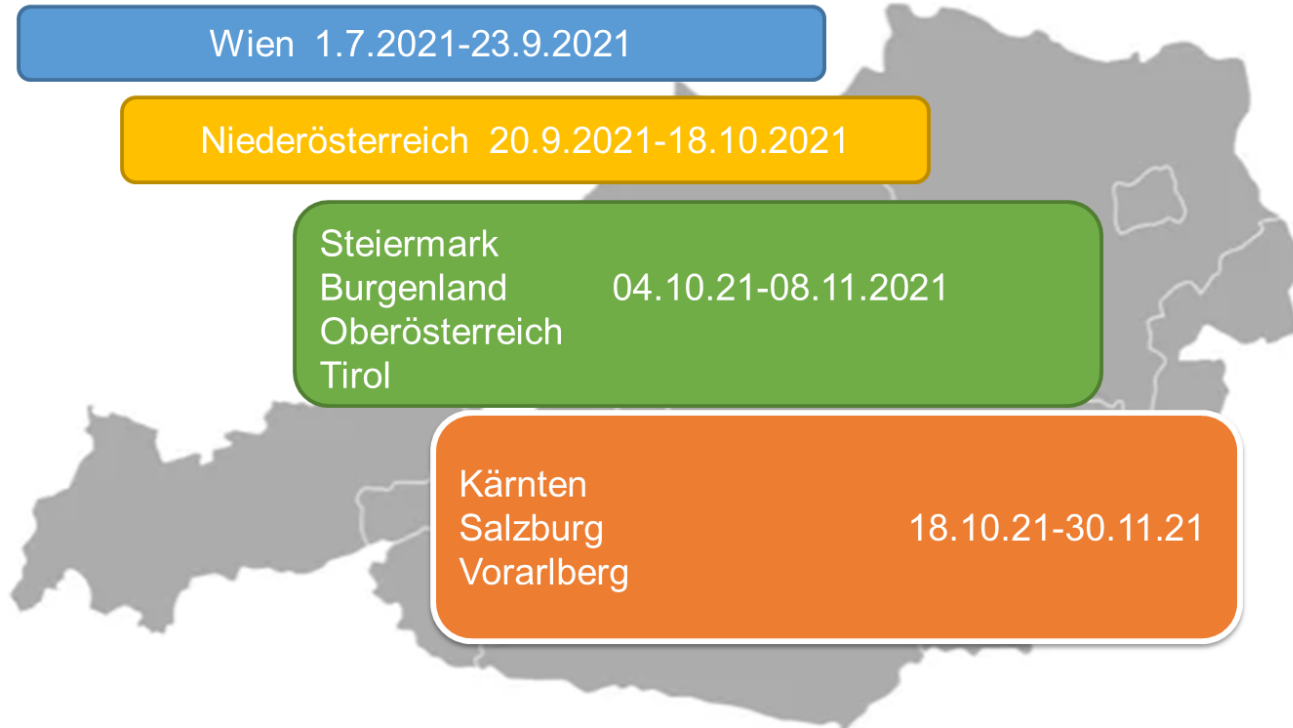 Wien 1.7.2021-23.9.2021
Niederösterreich 20.9.2021-18.10.2021
Steiermark
Burgenland 04.10.21-08.11.2021
Oberösterreich
Tirol
Kärnten
Salzburg 18.10.21-30.11.21
Vorarlberg